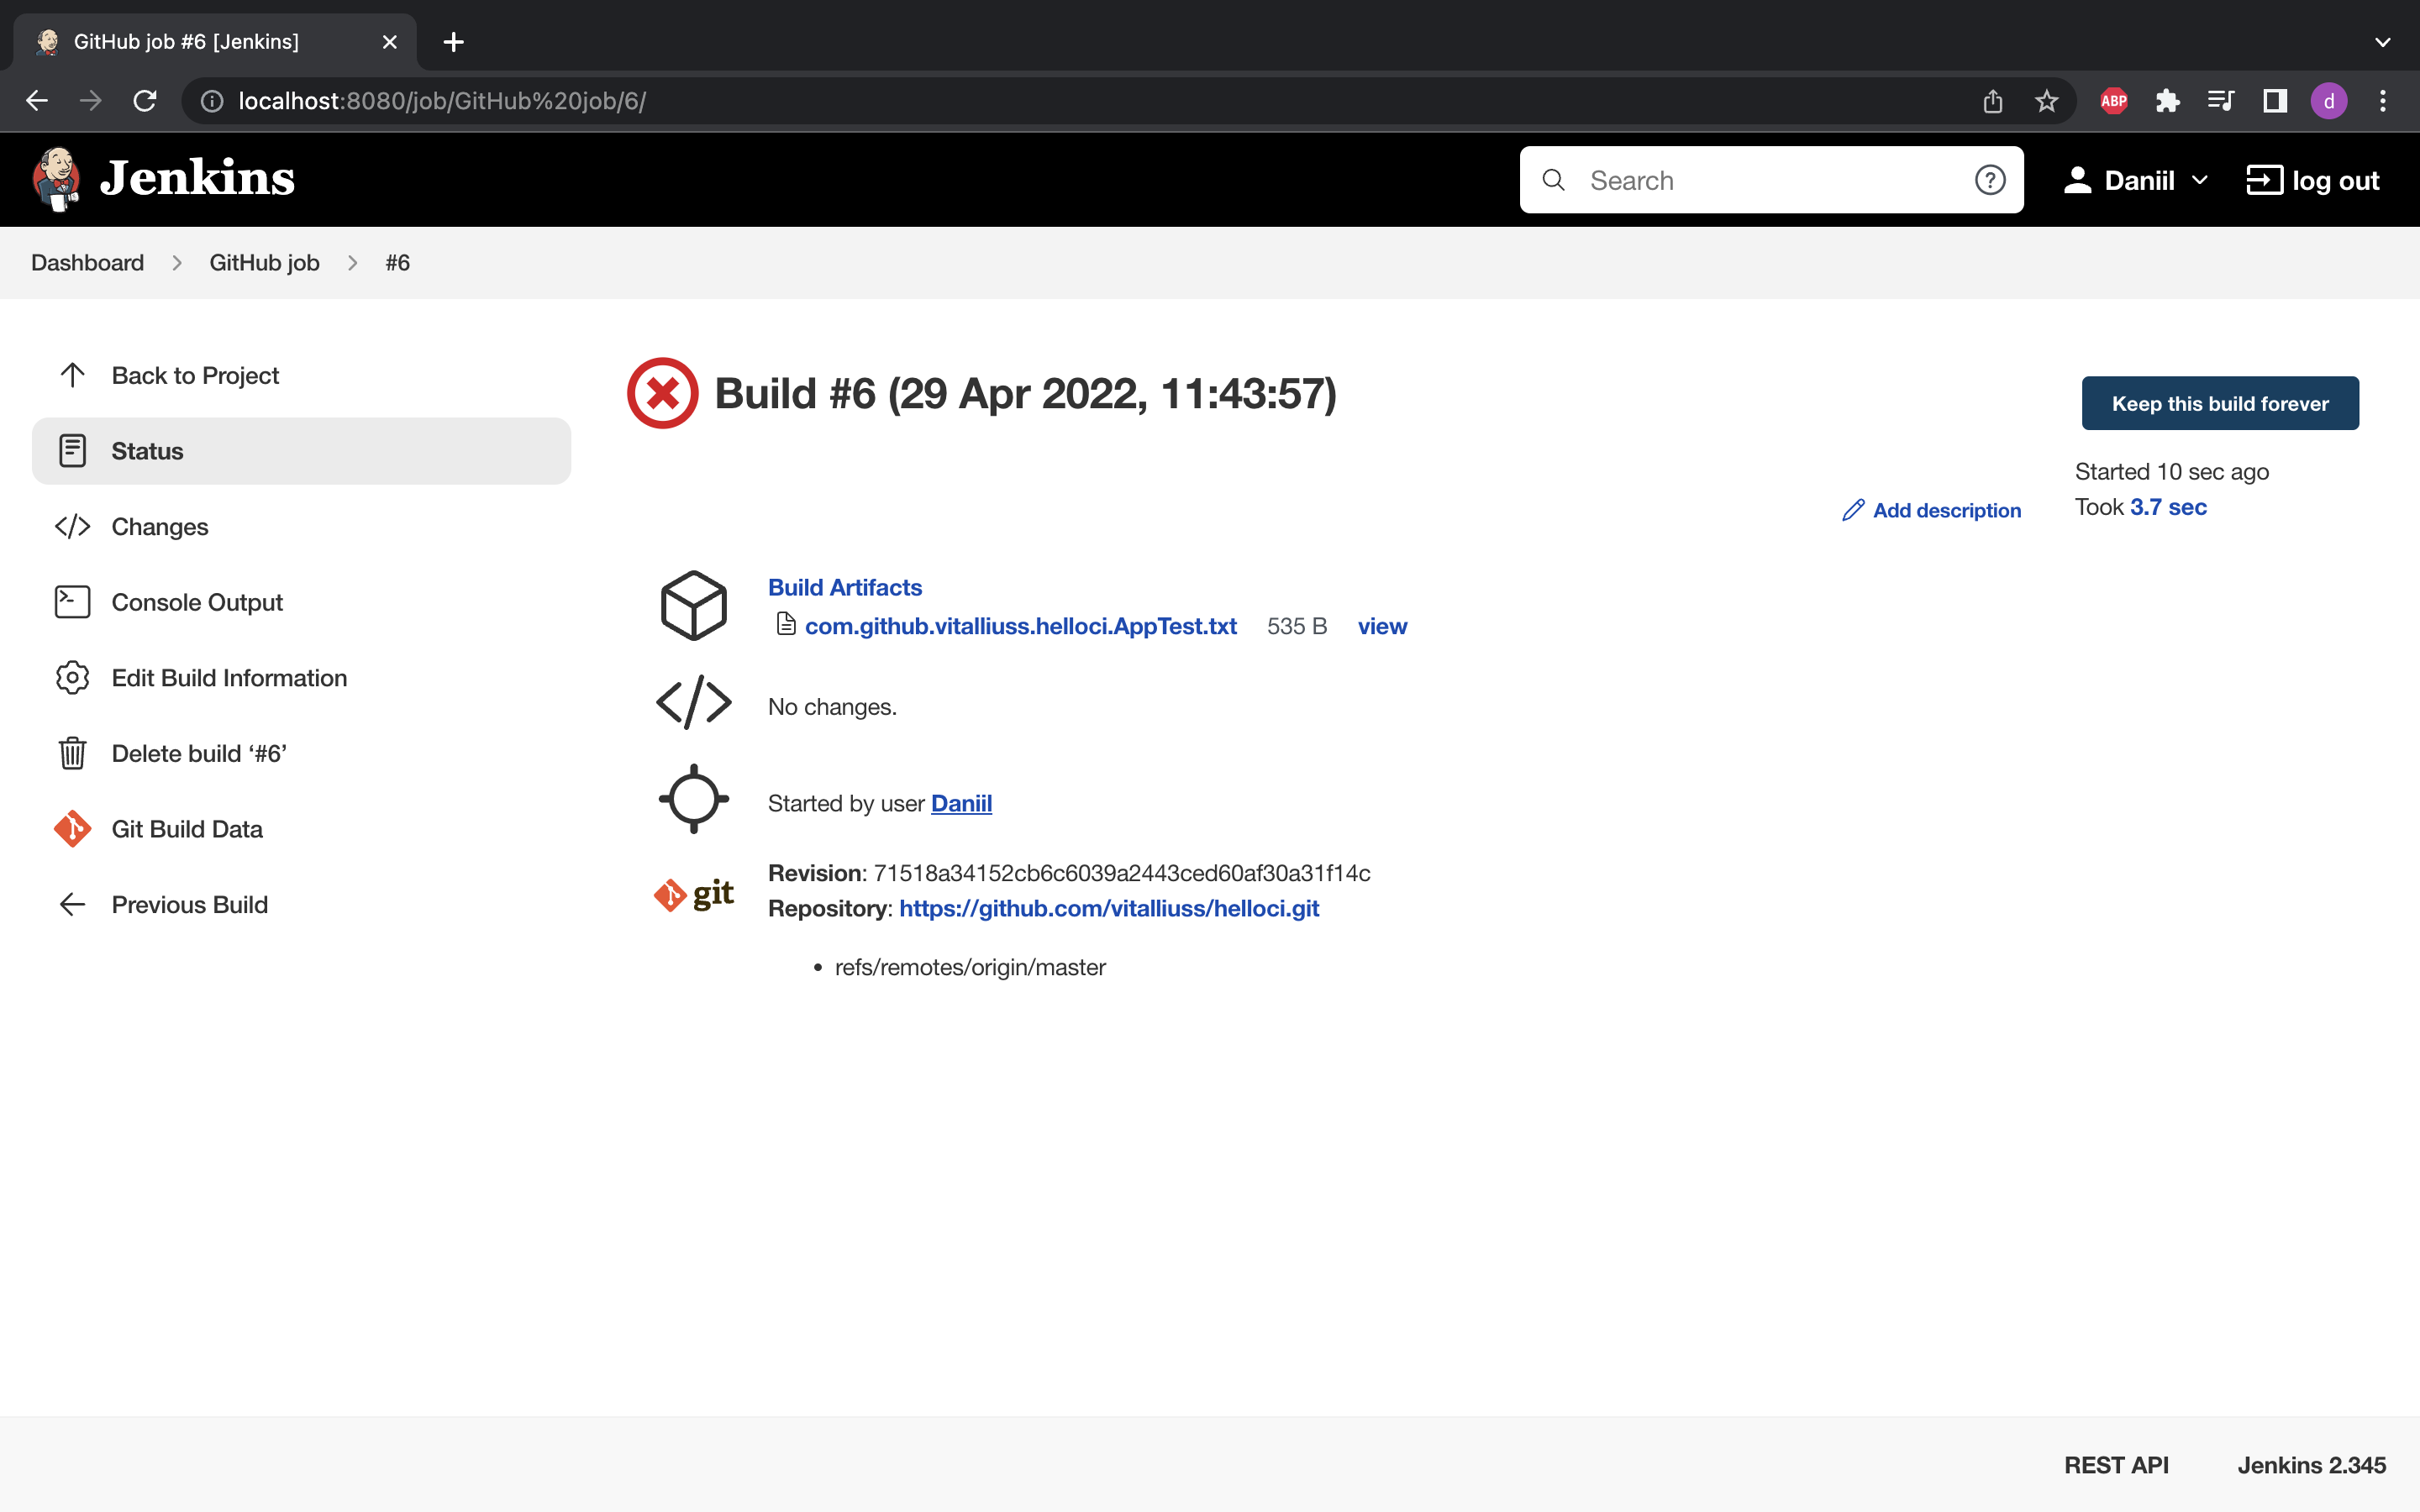 GitHub job #6 [Jenkins]
localhost:8080/job/GitHub%20job/6/
ABP
d
Jenkins
Search
?
Daniil
log out
Dashboard
GitHub job
#6
Back to Project
Status
Changes
Console Output
Edit Build Information
Delete build ‘#6’
Git Build Data
Previous Build
Build #6 (29 Apr 2022, 11:43:57)
Keep this build forever
Started 10 sec ago
Took 3.7 sec
Add description
Build Artifacts
com.github.vitalliuss.helloci.AppTest.txt 535 B view
No changes.
Started by user Daniil
git
Revision: 71518a34152cb6c6039a2443ced60af30a31f14c
Repository: https://github.com/vitalliuss/helloci.git
• refs/remotes/origin/master
REST API
Jenkins 2.345